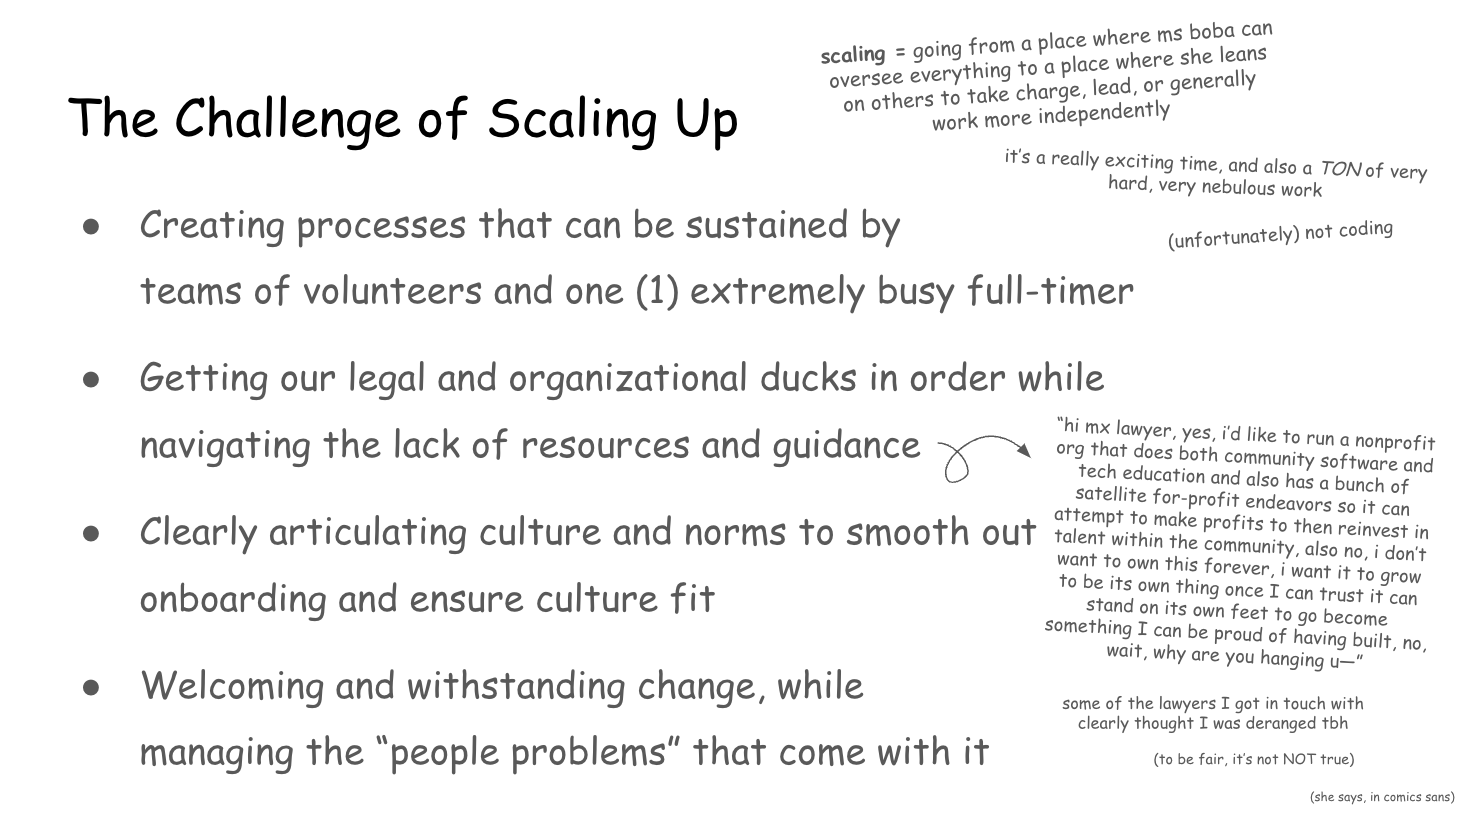 scaling = going from a place where ms boba can
oversee everything to a place where she leans
on others to take charge, lead, or generally
work more independently
The Challenge of Scaling Up
it's a really exciting time, and also a TON of very
hard, very nebulous work
(unfortunately) not coding
● Creating processes that can be sustained by
teams of volunteers and one (1) extremely busy full-timer
● Getting our legal and organizational ducks in order while
navigating the lack of resources and guidance
"hi mx lawyer, yes, i'd like to run a nonprofit
org that does both community software and
tech education and also has a bunch of
satellite for-profit endeavors so it can
attempt to make profits to then reinvest in
talent within the community, also no, i don't
want to own this forever, i want it to grow
to be its own thing once I can trust it can
stand on its own feet to go become
something I can be proud of having built, no,
wait, why are you hanging u—"
● Clearly articulating culture and norms to smooth out
onboarding and ensure culture fit
● Welcoming and withstanding change, while
managing the "people problems" that come with it
some of the lawyers I got in touch with
clearly thought I was deranged tbh
(to be fair, it's not NOT true)
(she says, in comics sans)